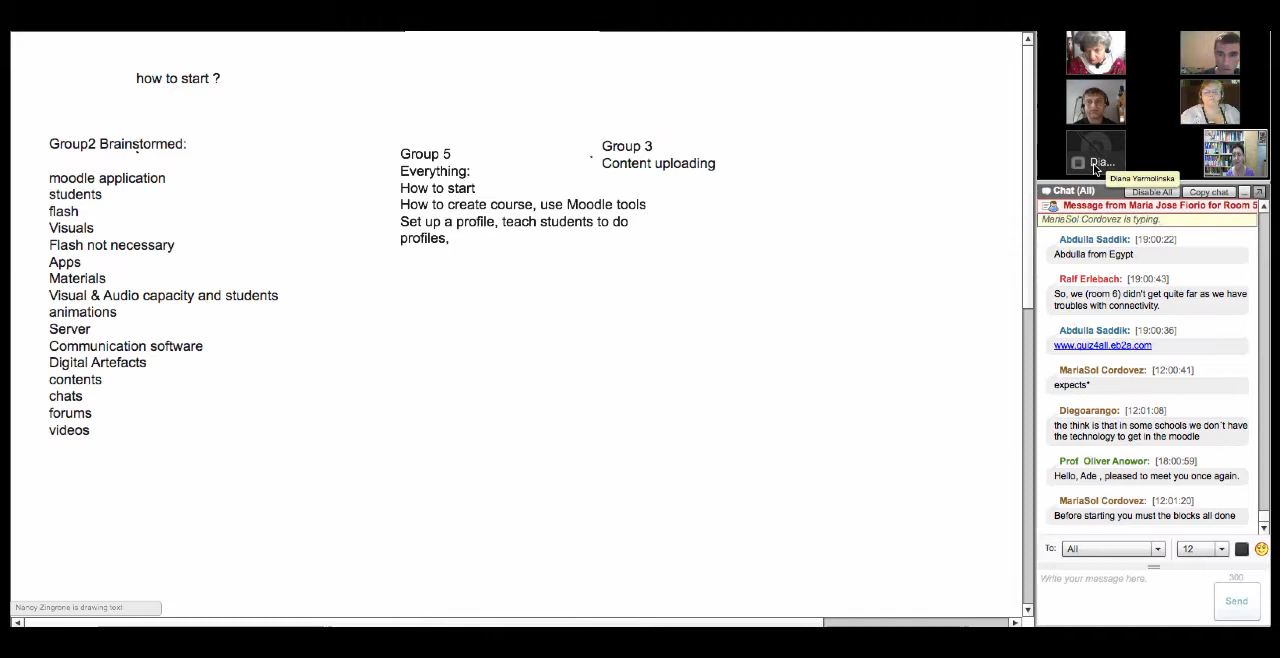 how to start ?
Group2 Brainstormed:
moodle application
students
flash
Visuals
Flash not necessary
Apps
Materials
Visual & Audio capacity and students
animations
Server
Communication software
Digital Artefacts
contents
chats
forums
videos
Group 5
Everything:
How to start
How to create course, use Moodle tools
Set up a profile, teach students to do
profiles,
Group 3
Content uploading
Nancy Zingrone is drawing text
Dia...
Diana Yarmolinska
Chat (All)
Disable All
Copy chat
Message from Maria Jose Fiorio for Room 5
MariaSol Cordovez is typing.
Abdulla Saddik: [19:00:22]
Abdulla from Egypt
Ralf Erlebach: [19:00:43]
So, we (room 6) didn't get quite far as we have
troubles with connectivity.
Abdulla Saddik: [19:00:36]
www.quiz4all.eb2a.com
MariaSol Cordovez: [12:00:41]
expects*
Diegoarango: [12:01:08]
the think is that in some schools we don´t have
the technology to get in the moodle
Prof Oliver Anowor: [18:00:59]
Hello, Ade , pleased to meet you once again.
MariaSol Cordovez: [12:01:20]
Before starting you must the blocks all done
To: All 12
Write your message here.
300
Send